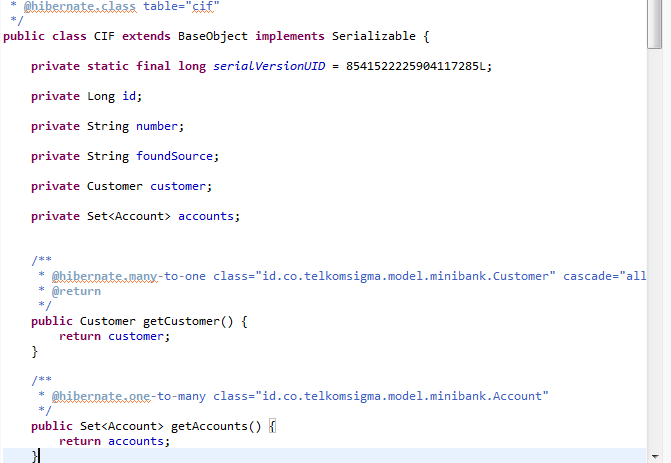 * @hibernate.class table="cif"
*/
public class CIF extends BaseObject implements Serializable {
private static final long serialVersionUID = 8541522225904117285L;
private Long id;
private String number;
private String foundSource;
private Customer customer;
private Set<Account> accounts;
/**
* @hibernate.many-to-one class="id.co.telkomsigma.model.minibank.Customer" cascade="all
* @return
*/
public Customer getCustomer() {
return customer;
}
/**
* @hibernate.one-to-many class="id.co.telkomsigma.model.minibank.Account"
*/
public Set<Account> getAccounts() {
return accounts;
}